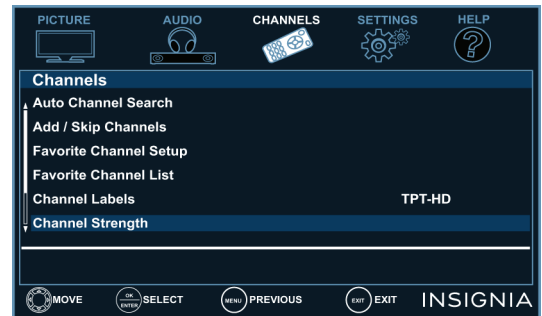 PICTURE AUDIO CHANNELS SETTINGS HELP
Channels
Auto Channel Search
Add / Skip Channels
Favorite Channel Setup
Favorite Channel List
Channel Labels TPT-HD
Channel Strength
MOVE OK ENTER SELECT MENU PREVIOUS EXIT EXIT INSIGNIA